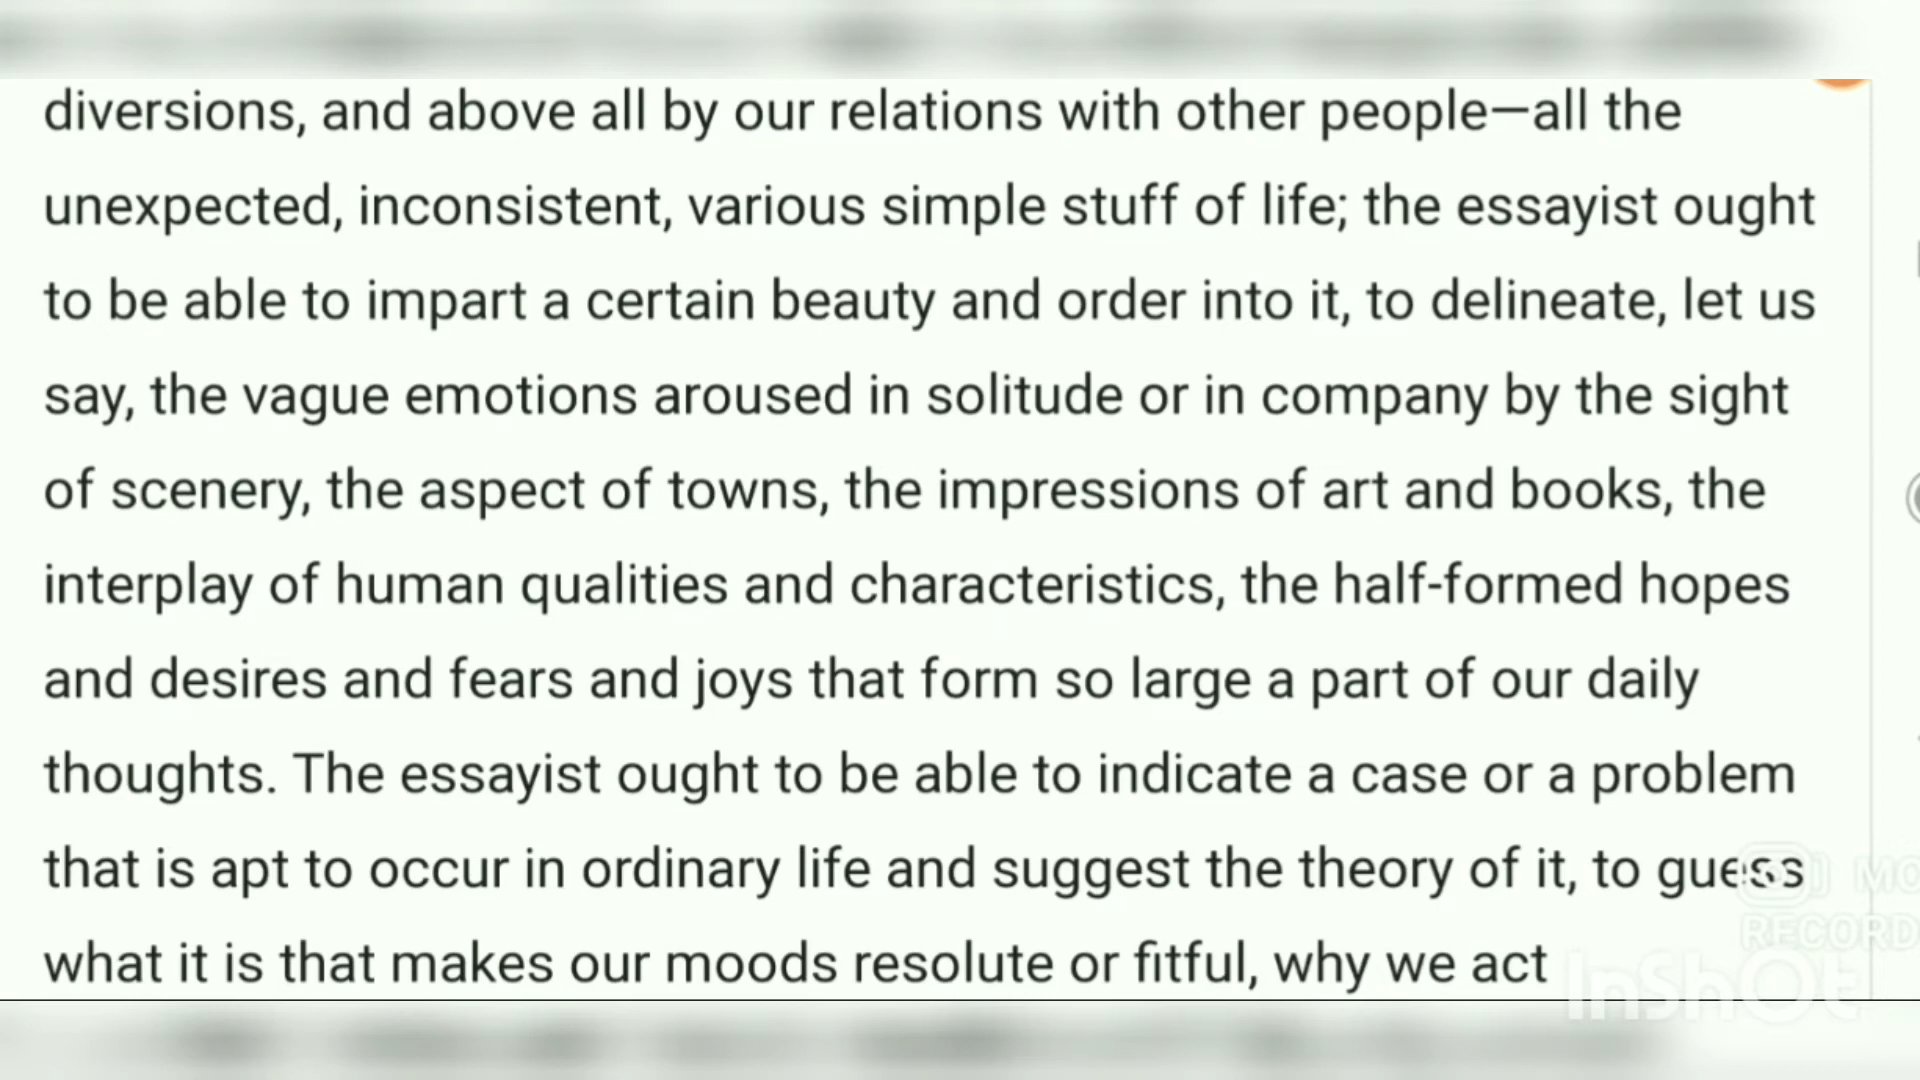 diversions, and above all by our relations with other people—all the
unexpected, inconsistent, various simple stuff of life; the essayist ought
to be able to impart a certain beauty and order into it, to delineate, let us
say, the vague emotions aroused in solitude or in company by the sight
of scenery, the aspect of towns, the impressions of art and books, the
interplay of human qualities and characteristics, the half-formed hopes
and desires and fears and joys that form so large a part of our daily
thoughts. The essayist ought to be able to indicate a case or a problem
that is apt to occur in ordinary life and suggest the theory of it, to guess
what it is that makes our moods resolute or fitful, why we act
MO
RECORD
InShOt